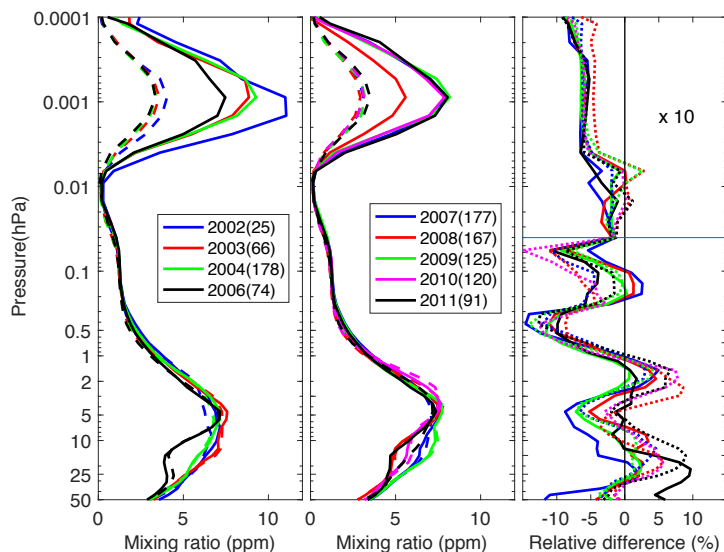 Pressure(hPa)
0.0001
0.001
0.01
0.1
0.5
1
2
5
10
25
50
2002(25)
2003(66)
2004(178)
2006(74)
0 5 10
Mixing ratio (ppm)
2007(177)
2008(167)
2009(125)
2010(120)
2011(91)
0 5 10
Mixing ratio (ppm)
x 10
-10 -5 0 5 10
Relative difference (%)